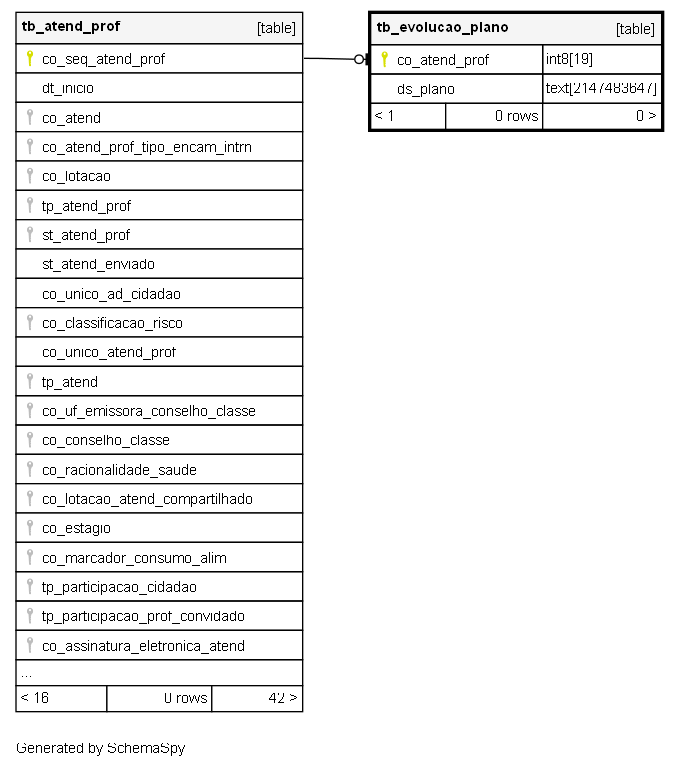 tb_atend_prof [table]
co_seq_atend_prof
dt_inicio
co_atend
co_atend_prof_tipo_encam_intrn
co_lotacao
tp_atend_prof
st_atend_prof
st_atend_enviado
co_unico_ad_cidadao
co_classificacao_risco
co_unico_atend_prof
tp_atend
co_uf_emissora_conselho_classe
co_conselho_classe
co_racionalidade_saude
co_lotacao_atend_compartilhado
co_estagio
co_marcador_consumo_alim
tp_participacao_cidadao
tp_participacao_prof_convidado
co_assinatura_eletronica_atend
...
< 16 0 rows 42 >
tb_evolucao_plano [table]
co_atend_prof int8[19]
ds_plano text[2147483647]
< 1 0 rows 0 >
Generated by SchemaSpy